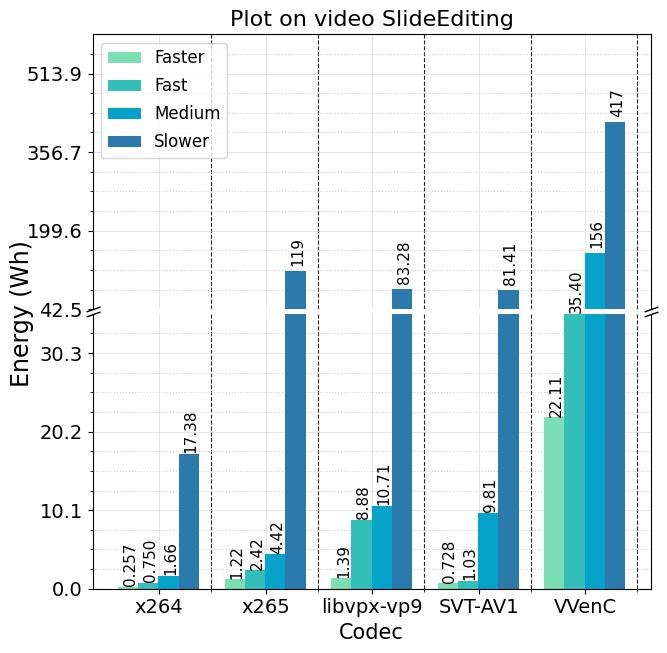 Plot on video SlideEditing
Faster
Fast
Medium
Slower
Energy (Wh)
513.9
356.7
199.6
42.5
30.3
20.2
10.1
0.0
0.257
0.750
1.66
17.38
1.22
2.42
4.42
119
1.39
8.88
10.71
83.28
0.728
1.03
9.81
81.41
22.11
35.40
156
417
x264
x265
libvpx-vp9
SVT-AV1
VVenC
Codec